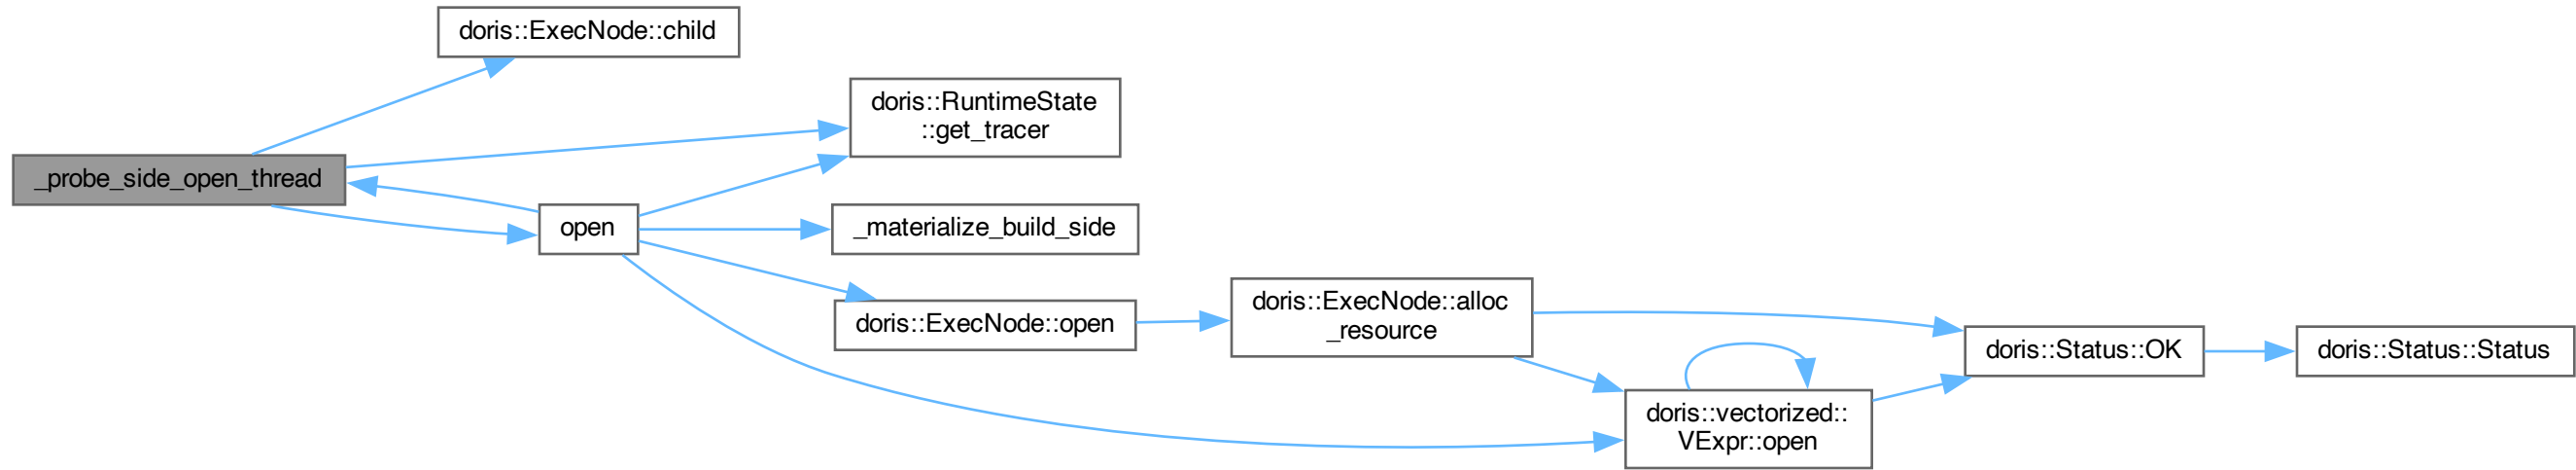 doris::ExecNode::child
doris::RuntimeState
::get_tracer
_probe_side_open_thread
open
_materialize_build_side
doris::ExecNode::open
doris::ExecNode::alloc
_resource
doris::Status::OK
doris::Status::Status
doris::vectorized::
VExpr::open